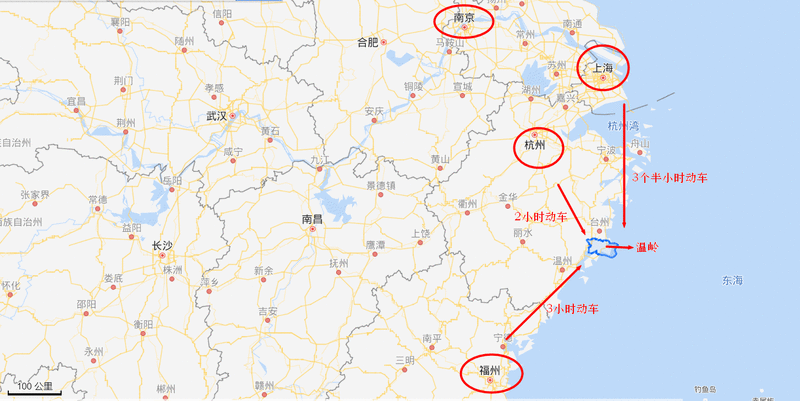 信阳
南京
扬州
南通
襄阳
随州
合肥
马鞍山
常州
苏州
上海
荆门
孝感
铜陵
宣城
湖州
嘉兴
宜昌
武汉
安庆
荆州
黄石
杭州湾
咸宁
九江
黄山
杭州
宁波
舟山
岳阳
景德镇
3个半小时动车
张家界
常德
衢州
金华
南昌
2小时动车
台州
益阳
上饶
丽水
长沙
鹰潭
温岭
娄底
株洲
新余
抚州
温州
萍乡
东海
怀化
邵阳
吉安
3小时动车
衡阳
南平
宁德
永州
三明
福州
郴州
赣州
100 公里
钓鱼岛